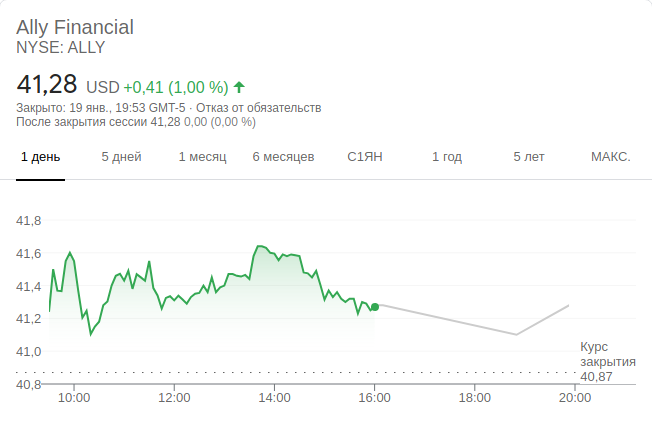 Ally Financial
NYSE: ALLY
41,28 USD +0,41 (1,00 %)
Закрыто: 19 янв., 19:53 GMT-5 · Отказ от обязательств
После закрытия сессии 41,28 0,00 (0,00 %)
1 день 5 дней 1 месяц 6 месяцев С1ЯН 1 год 5 лет МАКС.
41,8
41,6
41,4
41,2
41,0
40,8
Курс
закрытия
40,87
10:00 12:00 14:00 16:00 18:00 20:00